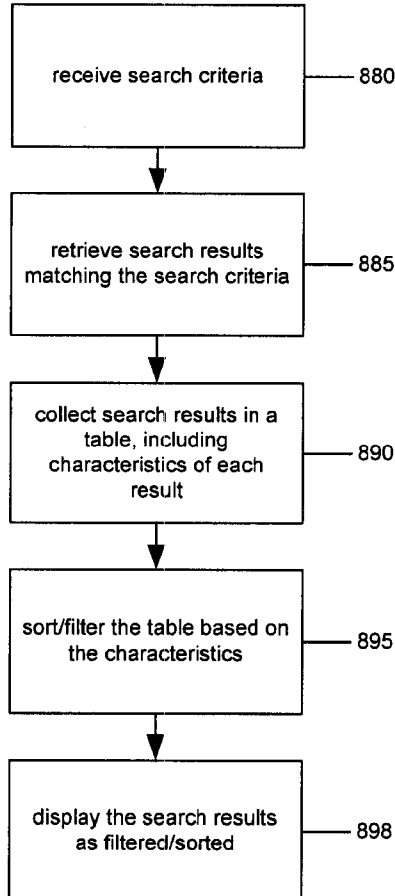 receive search criteria
880
retrieve search results
matching the search criteria
885
collect search results in a
table, including
characteristics of each
result
890
sort/filter the table based on
the characteristics
895
display the search results
as filtered/sorted
898